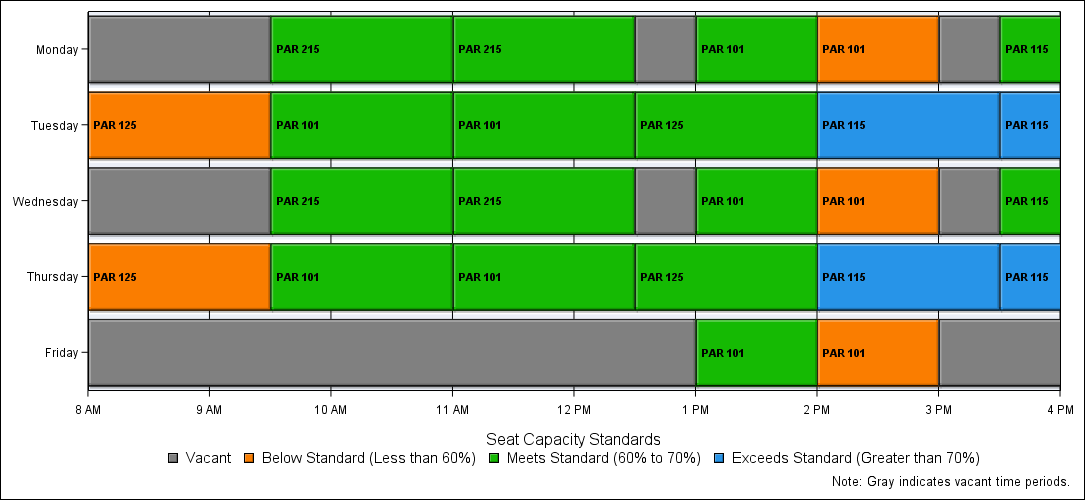 Monday
PAR 215
PAR 215
PAR 101
PAR 101
PAR 115
Tuesday
PAR 125
PAR 101
PAR 101
PAR 125
PAR 115
PAR 115
Wednesday
PAR 215
PAR 215
PAR 101
PAR 101
PAR 115
Thursday
PAR 125
PAR 101
PAR 101
PAR 125
PAR 115
PAR 115
Friday
PAR 101
PAR 101
8 AM 9 AM 10 AM 11 AM 12 PM 1 PM 2 PM 3 PM 4 PM
Seat Capacity Standards
Vacant Below Standard (Less than 60%) Meets Standard (60% to 70%) Exceeds Standard (Greater than 70%)
Note: Gray indicates vacant time periods.